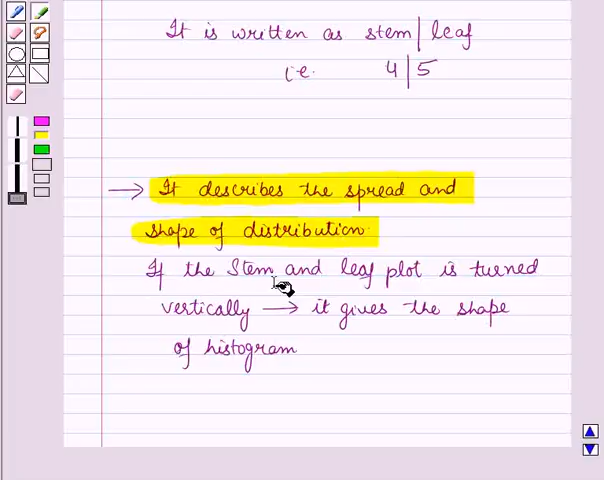 It is written as stem | leaf
i.e. 4 | 5
→ It describes the spread and
shape of distribution.
If the Stem and leaf plot is turned
vertically → it gives the shape
of histogram